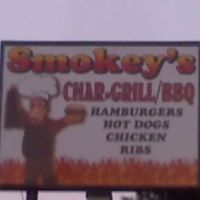 Smokey's
CHAR-GRILL/BBQ
HAMBURGERS
HOT DOGS
CHICKEN
RIBS